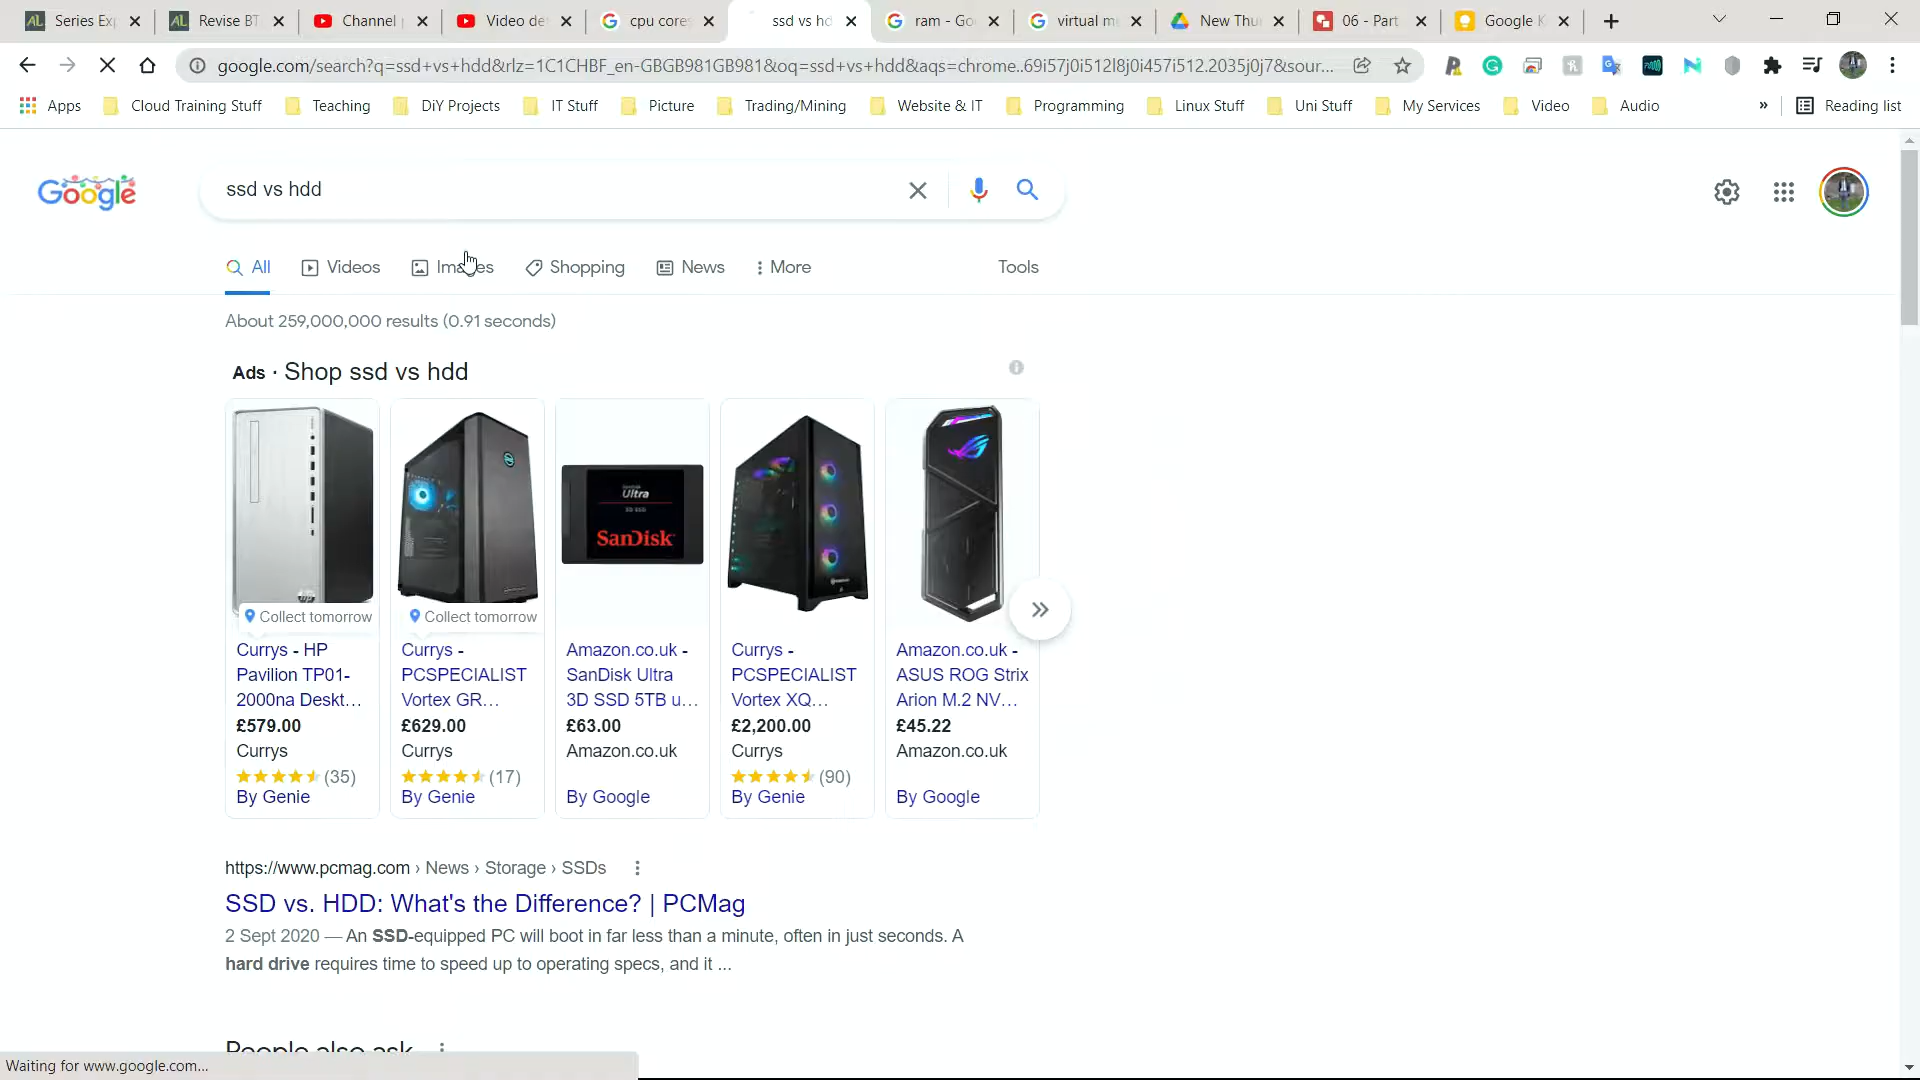 Series Ex
Revise BT
Channel
Video de
cpu core
ssd vs hd
ram - Go
virtual m
New Thu
06 - Part
Google K
google.com/search?q=ssd+vs+hdd&rlz=1C1CHBF_en-GBGB981GB981&oq=ssd+vs+hdd&aqs=chrome..69i57j0i512l8j0i457i512.2035j0j7&sour...
Apps
Cloud Training Stuff
Teaching
DiY Projects
IT Stuff
Picture
Trading/Mining
Website & IT
Programming
Linux Stuff
Uni Stuff
My Services
Video
Audio
»
Reading list
Google
ssd vs hdd
All
Videos
Images
Shopping
News
More
Tools
About 259,000,000 results (0.91 seconds)
Ads · Shop ssd vs hdd
Ultra
SanDisk
Collect tomorrow
Currys - HP
Pavilion TP01-
2000na Deskt...
£579.00
Currys
(35)
By Genie
Collect tomorrow
Currys -
PCSPECIALIST
Vortex GR...
£629.00
Currys
(17)
By Genie
Amazon.co.uk -
SanDisk Ultra
3D SSD 5TB u...
£63.00
Amazon.co.uk
By Google
Currys -
PCSPECIALIST
Vortex XQ...
£2,200.00
Currys
(90)
By Genie
Amazon.co.uk -
ASUS ROG Strix
Arion M.2 NV...
£45.22
Amazon.co.uk
By Google
https://www.pcmag.com › News › Storage › SSDs
SSD vs. HDD: What's the Difference? | PCMag
2 Sept 2020 — An SSD-equipped PC will boot in far less than a minute, often in just seconds. A
hard drive requires time to speed up to operating specs, and it ...
People also ask
Waiting for www.google.com...